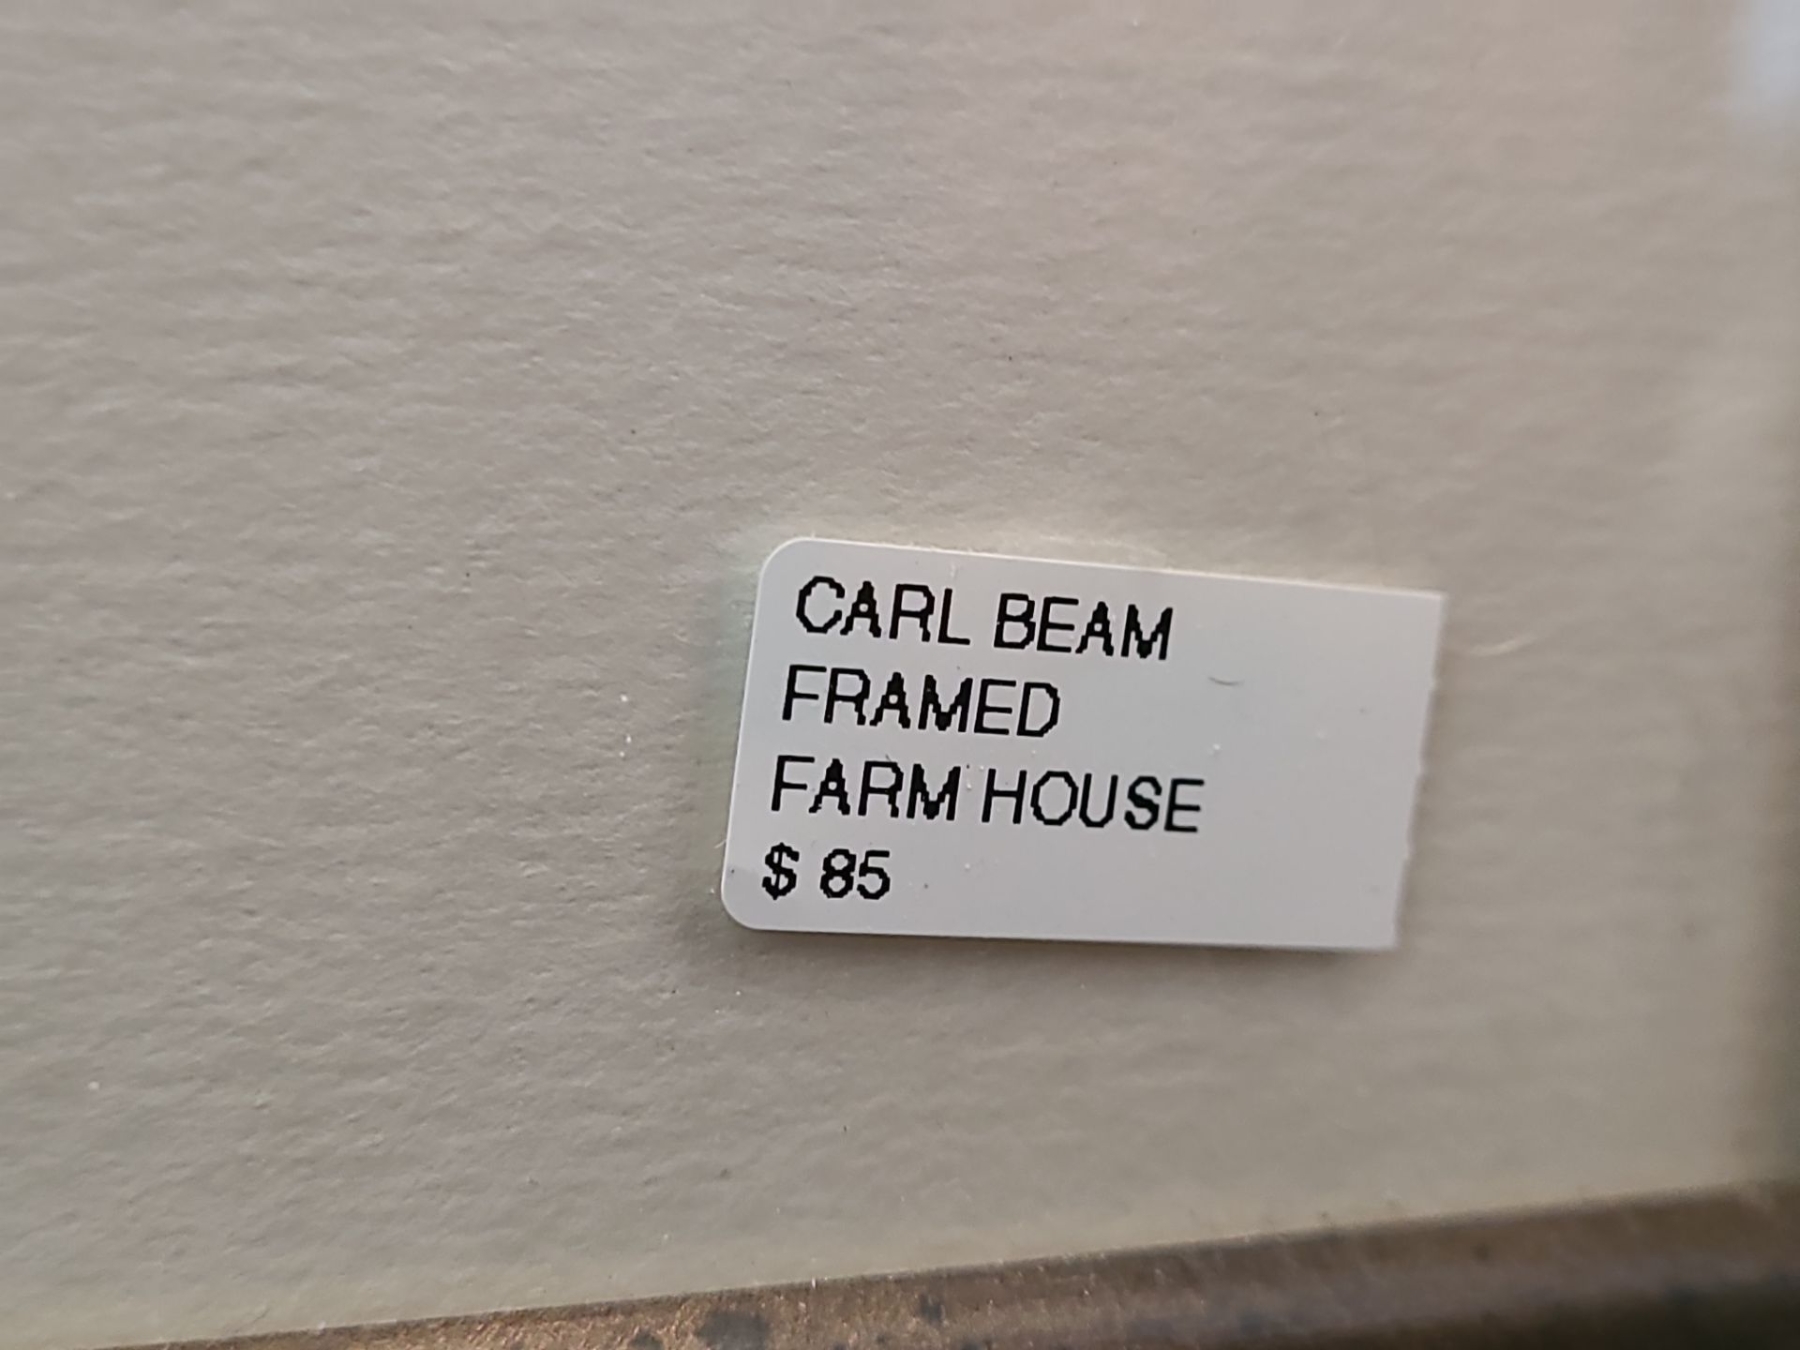 CARL BEAM
FRAMED
FARM HOUSE
$ 85